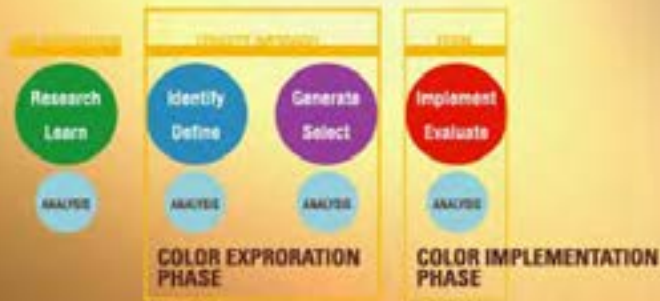 Research
Learn
Identify
Define
Generate
Select
Implement
Evaluate
ANALYSIS
ANALYSIS
ANALYSIS
ANALYSIS
COLOR EXPRORATION
PHASE
COLOR IMPLEMENTATION
PHASE